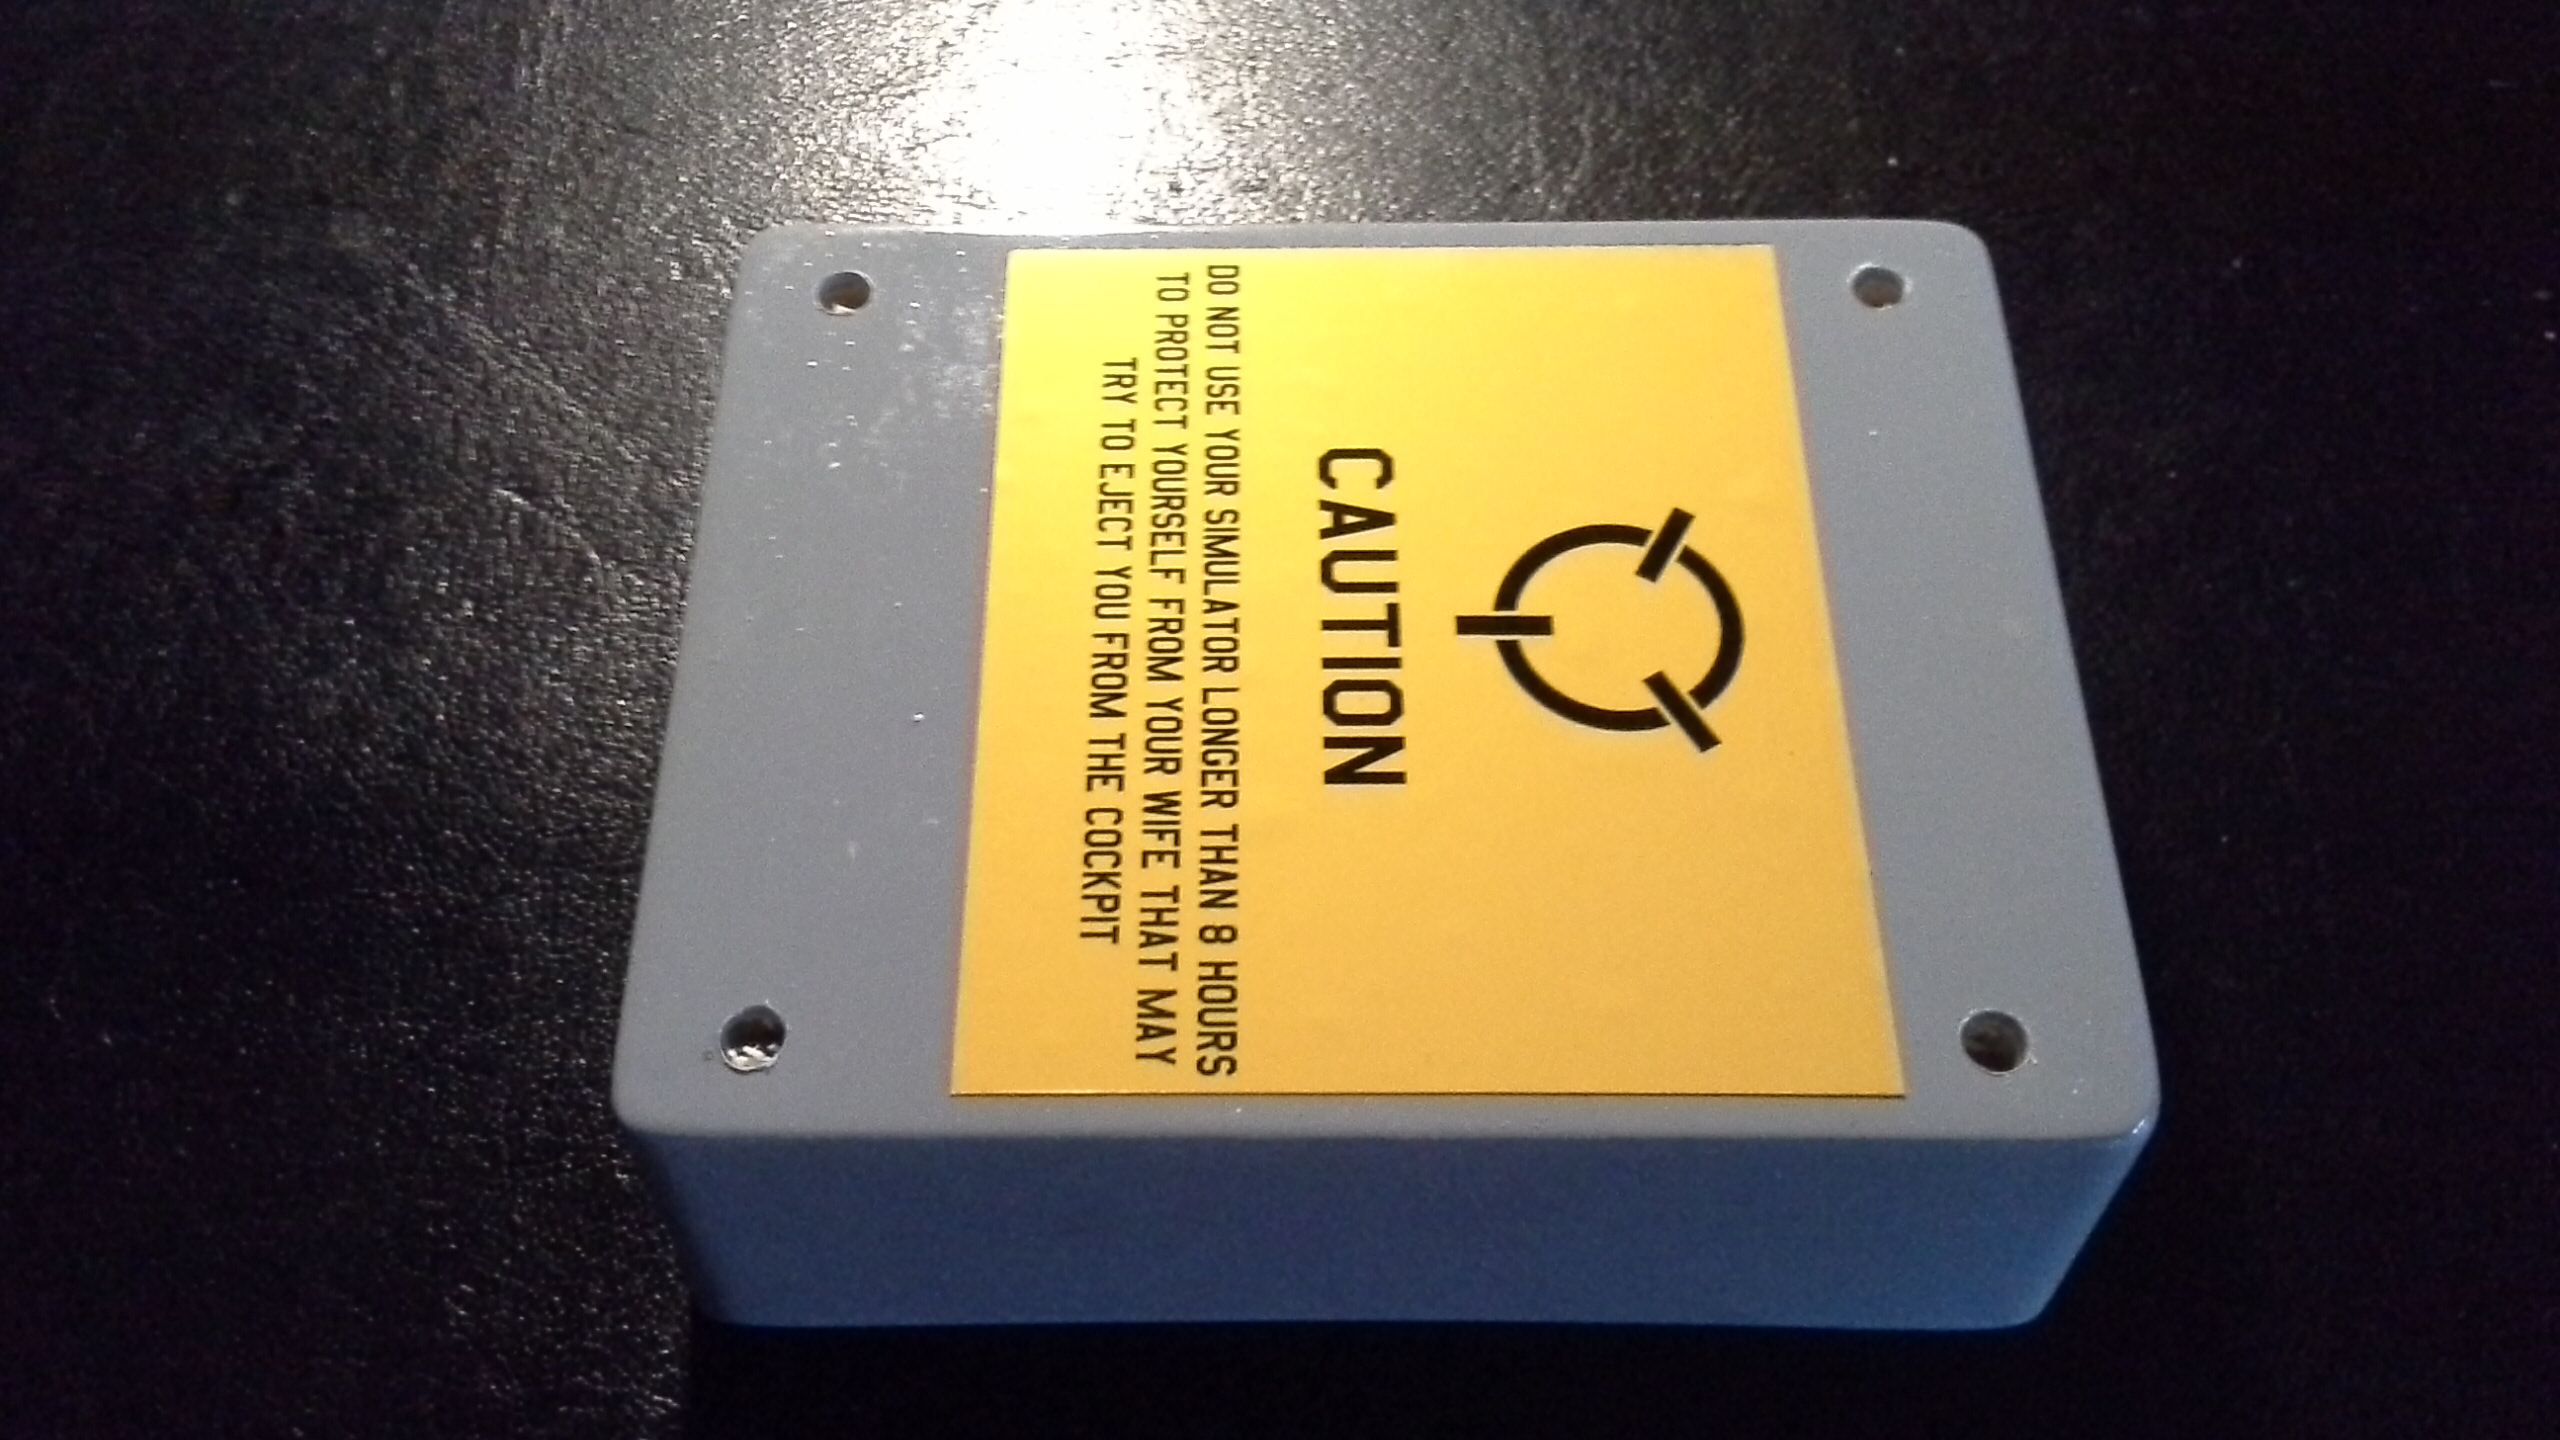 CAUTION
DO NOT USE YOUR SIMULATOR LONGER THAN 8 HOURS
TO PROTECT YOURSELF FROM YOUR WIFE THAT MAY
TRY TO EJECT YOU FROM THE COCKPIT